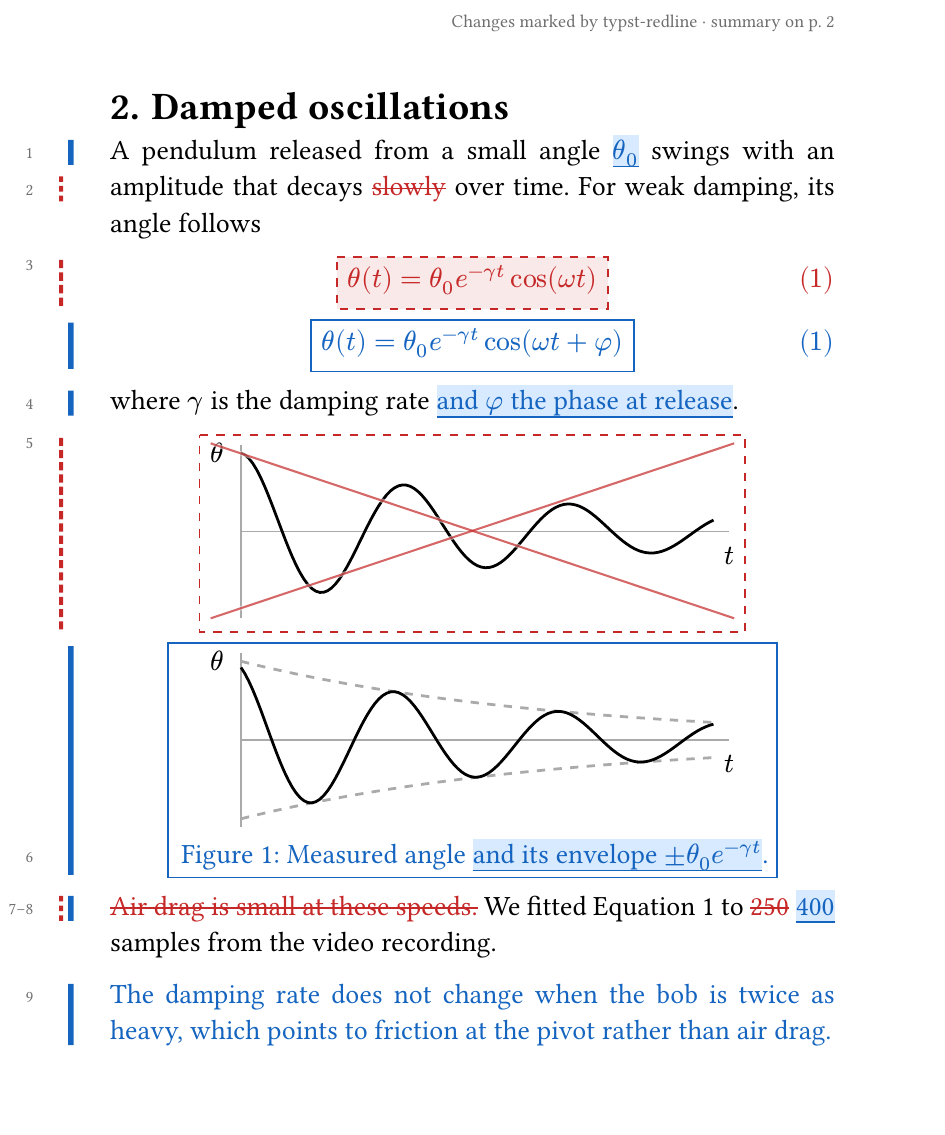 Changes marked by typst-redline · summary on p. 2
2. Damped oscillations
1 A pendulum released from a small angle θ₀ swings with an
2 amplitude that decays slowly over time. For weak damping, its
angle follows
3 θ(t) = θ₀e^{−γt} cos(ωt) (1)
θ(t) = θ₀e^{−γt} cos(ωt + φ) (1)
4 where γ is the damping rate and φ the phase at release.
5 θ
t
θ
t
6 Figure 1: Measured angle and its envelope ±θ₀e^{−γt}.
7–8 Air drag is small at these speeds. We fitted Equation 1 to 250 400
samples from the video recording.
9 The damping rate does not change when the bob is twice as
heavy, which points to friction at the pivot rather than air drag.